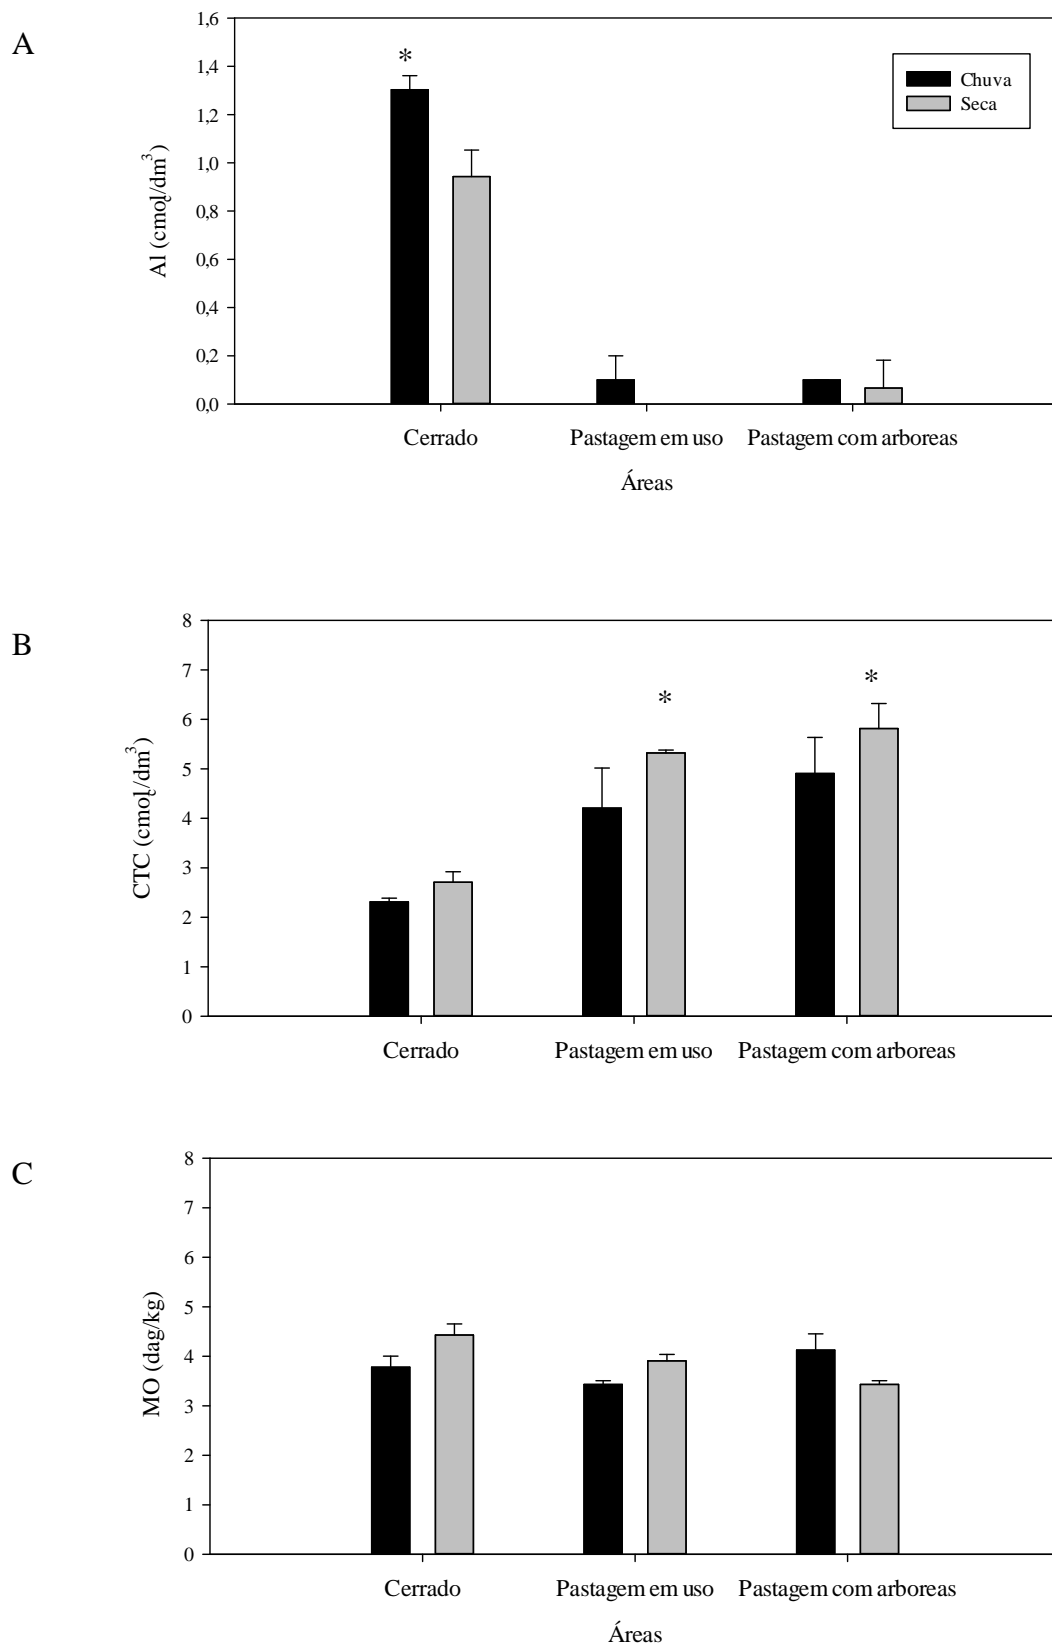 A
1,6
1,4
1,2
1,0
0,8
0,6
0,4
0,2
0,0
Al (cmolc/dm3)
*
Chuva
Seca
Cerrado Pastagem em uso Pastagem com arboreas
Áreas
B
8
7
6
5
4
3
2
1
0
CTC (cmolc/dm3)
* *
Cerrado Pastagem em uso Pastagem com arboreas
C
8
7
6
5
4
3
2
1
0
MO (dag/kg)
Cerrado Pastagem em uso Pastagem com arboreas
Áreas